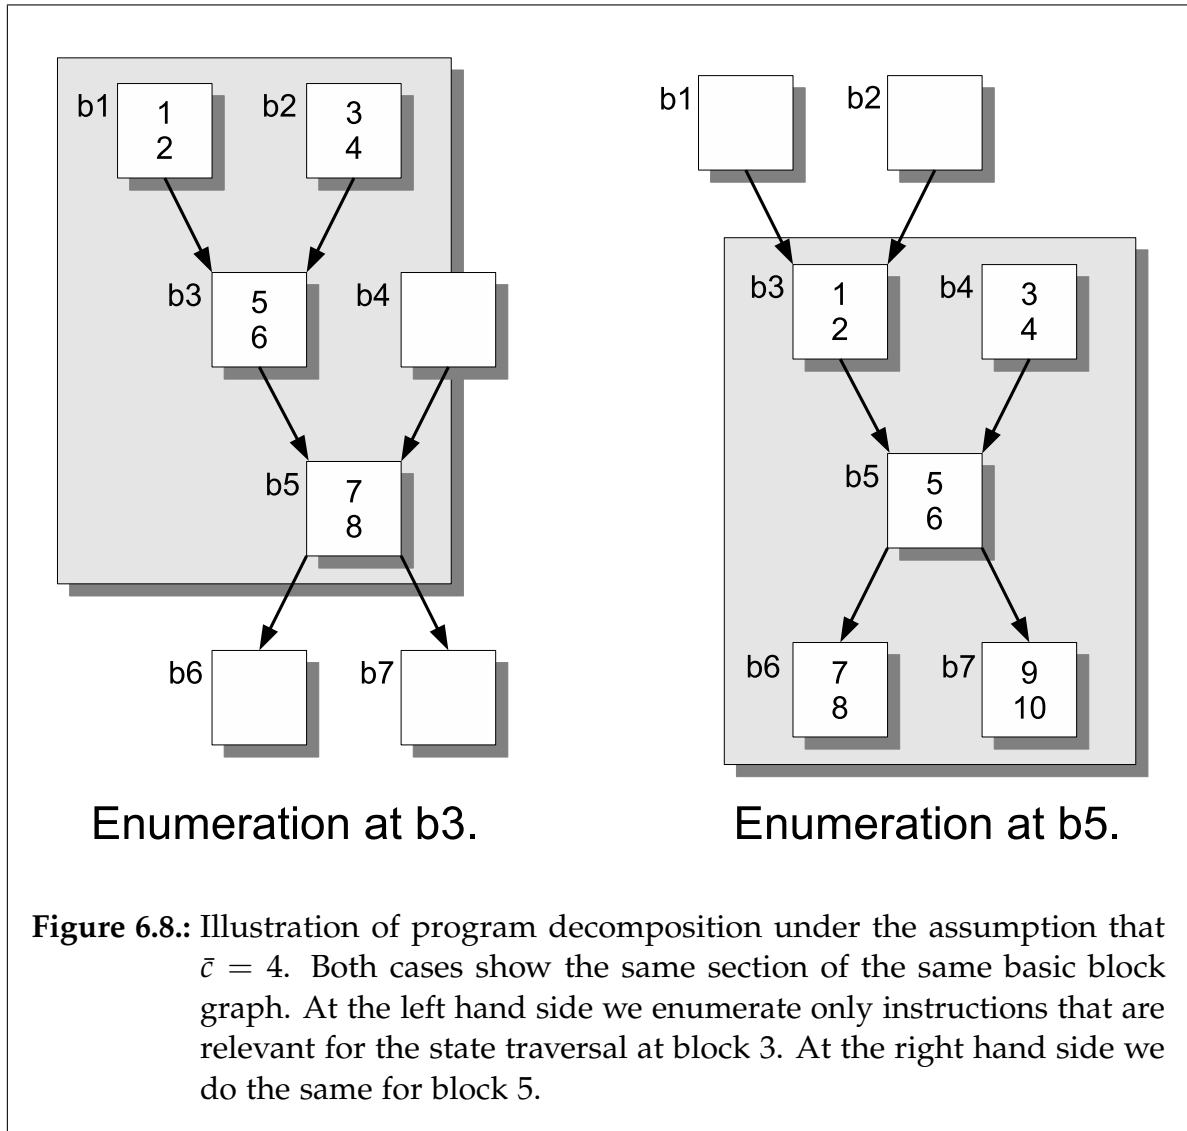 b1
1
2
b2
3
4
b3
5
6
b4
b5
7
8
b6
b7
Enumeration at b3.
b1
b2
b3
1
2
b4
3
4
b5
5
6
b6
7
8
b7
9
10
Enumeration at b5.
Figure 6.8.: Illustration of program decomposition under the assumption that
c̄ = 4. Both cases show the same section of the same basic block
graph. At the left hand side we enumerate only instructions that are
relevant for the state traversal at block 3. At the right hand side we
do the same for block 5.